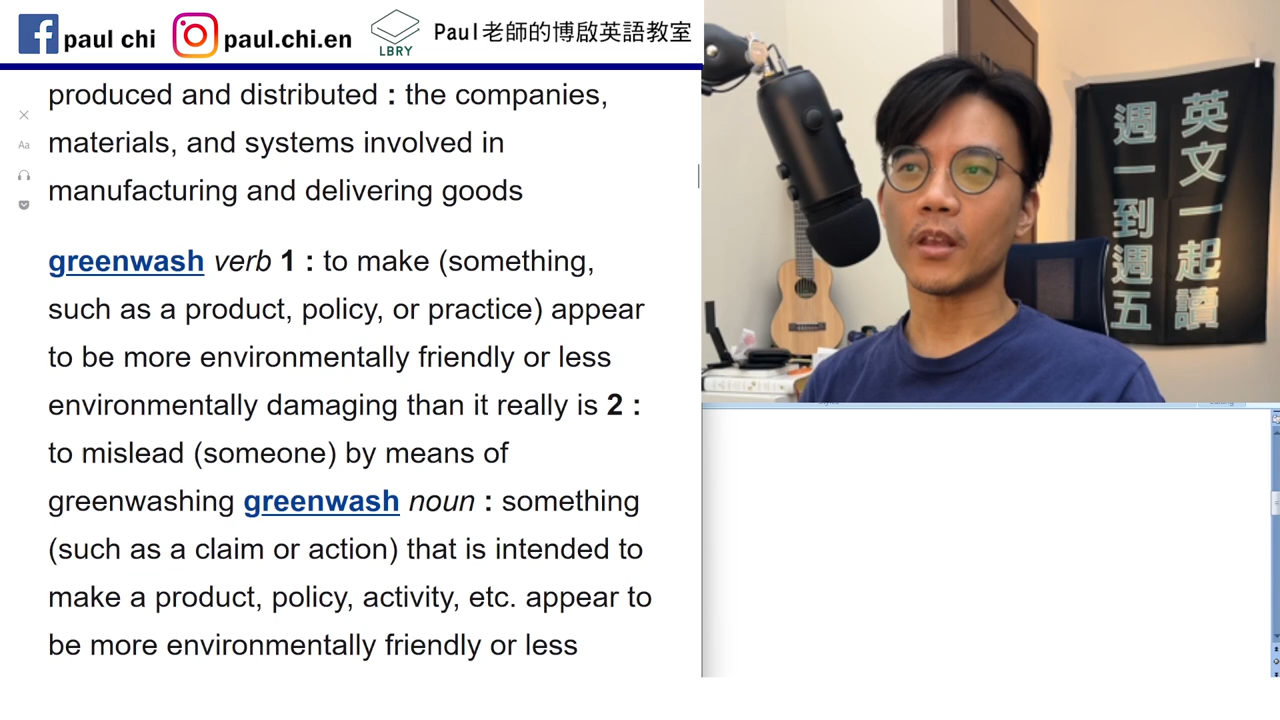 paul chi
paul.chi.en
LBRY
Paul老師的博啟英語教室
produced and distributed : the companies,
materials, and systems involved in
manufacturing and delivering goods
Aa
greenwash verb 1 : to make (something,
such as a product, policy, or practice) appear
to be more environmentally friendly or less
environmentally damaging than it really is 2 :
to mislead (someone) by means of
greenwashing greenwash noun : something
(such as a claim or action) that is intended to
make a product, policy, activity, etc. appear to
be more environmentally friendly or less
英文一起讀
週一到週五